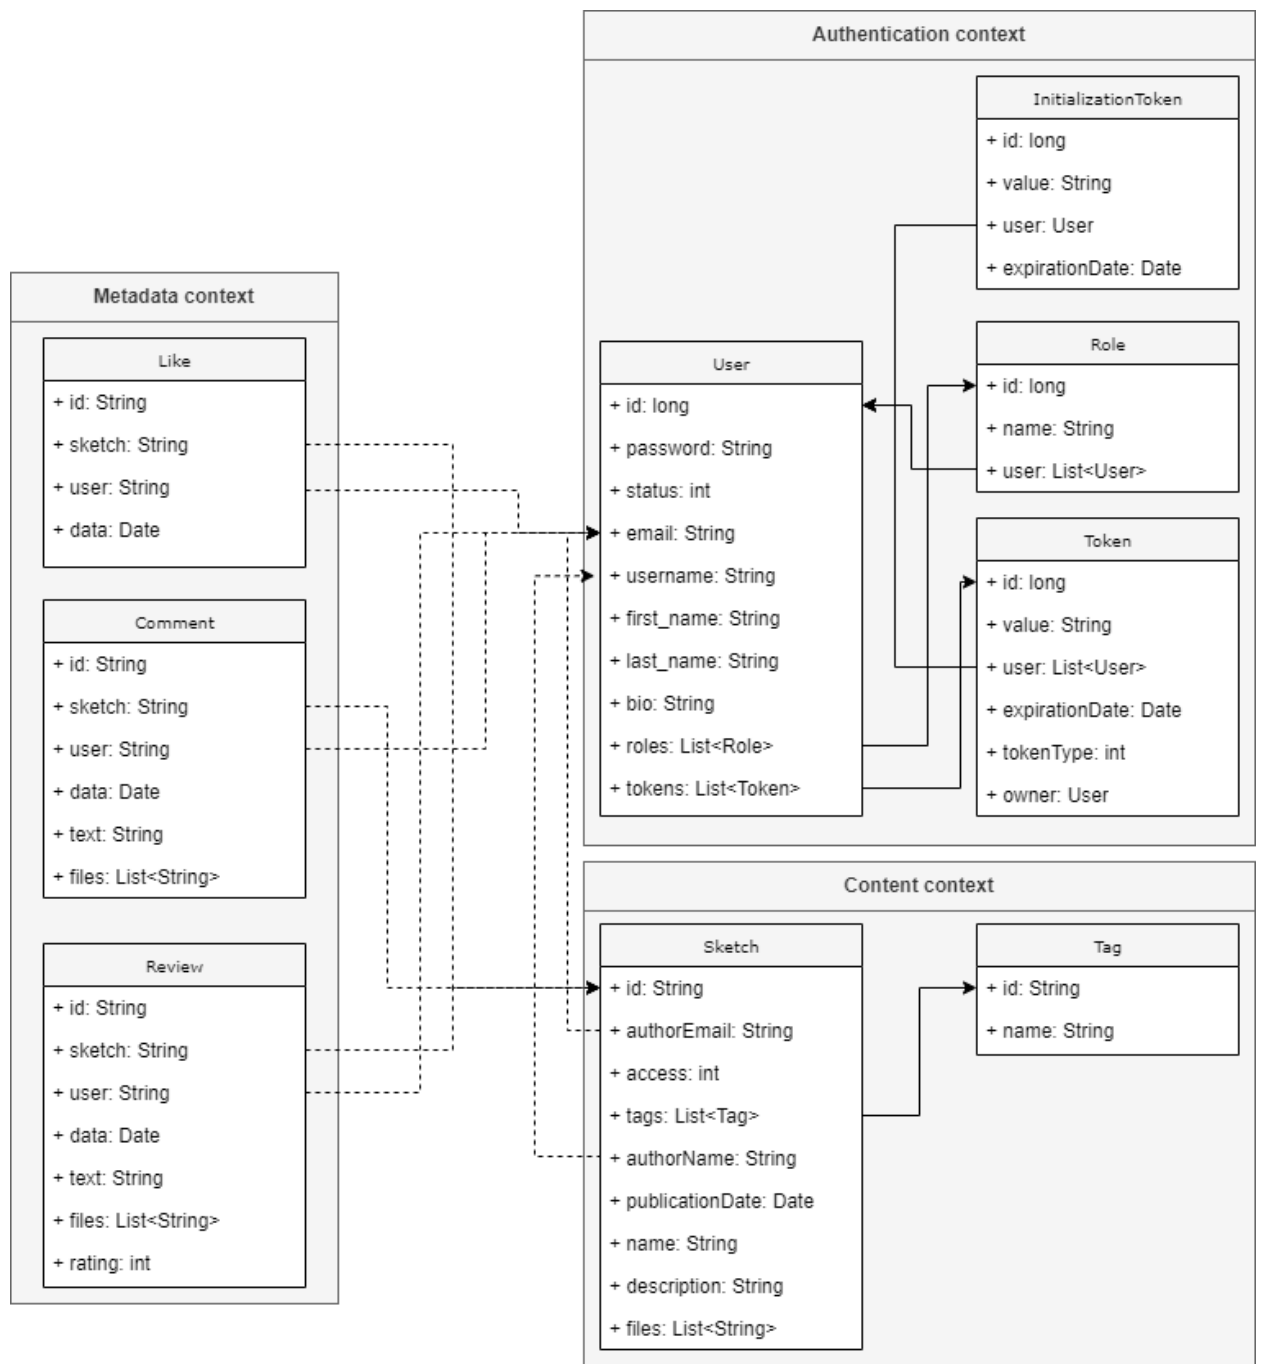 Authentication context
InitializationToken
+ id: long
+ value: String
+ user: User
+ expirationDate: Date
Role
+ id: long
+ name: String
+ user: List<User>
Token
+ id: long
+ value: String
+ user: List<User>
+ expirationDate: Date
+ tokenType: int
+ owner: User
User
+ id: long
+ password: String
+ status: int
+ email: String
+ username: String
+ first_name: String
+ last_name: String
+ bio: String
+ roles: List<Role>
+ tokens: List<Token>
Metadata context
Like
+ id: String
+ sketch: String
+ user: String
+ data: Date
Comment
+ id: String
+ sketch: String
+ user: String
+ data: Date
+ text: String
+ files: List<String>
Review
+ id: String
+ sketch: String
+ user: String
+ data: Date
+ text: String
+ files: List<String>
+ rating: int
Content context
Sketch
+ id: String
+ authorEmail: String
+ access: int
+ tags: List<Tag>
+ authorName: String
+ publicationDate: Date
+ name: String
+ description: String
+ files: List<String>
Tag
+ id: String
+ name: String